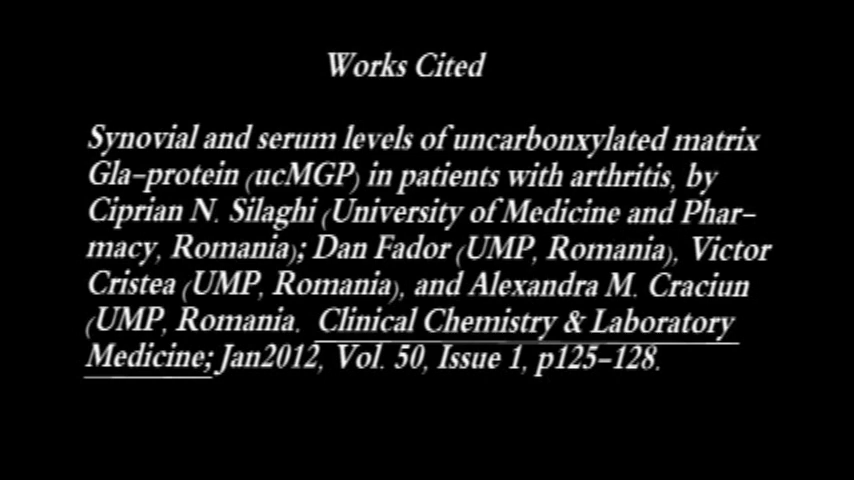 Works Cited
Synovial and serum levels of uncarbonxylated matrix
Gla-protein (ucMGP) in patients with arthritis, by
Ciprian N. Silaghi (University of Medicine and Phar-
macy, Romania); Dan Fador (UMP, Romania), Victor
Cristea (UMP, Romania), and Alexandra M. Craciun
(UMP, Romania. Clinical Chemistry & Laboratory
Medicine; Jan2012, Vol. 50, Issue 1, p125-128.